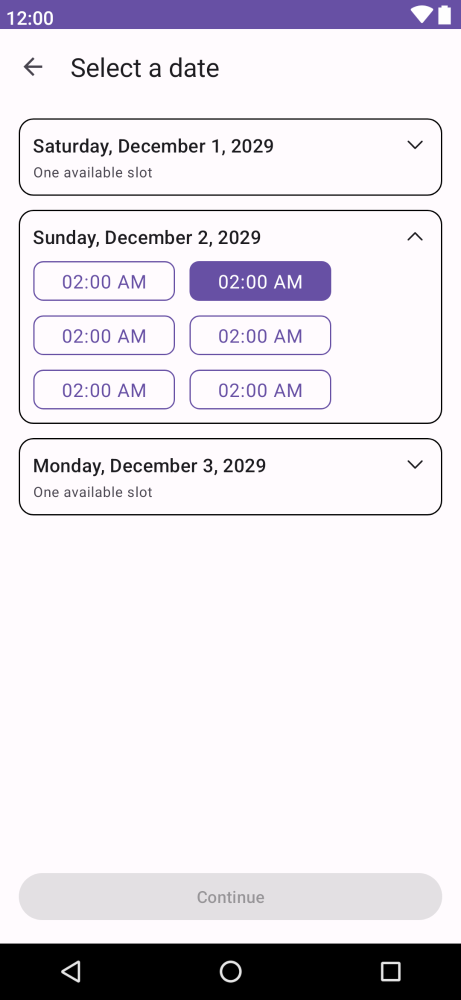 12:00
Select a date
Saturday, December 1, 2029
One available slot
Sunday, December 2, 2029
02:00 AM 02:00 AM
02:00 AM 02:00 AM
02:00 AM 02:00 AM
Monday, December 3, 2029
One available slot
Continue